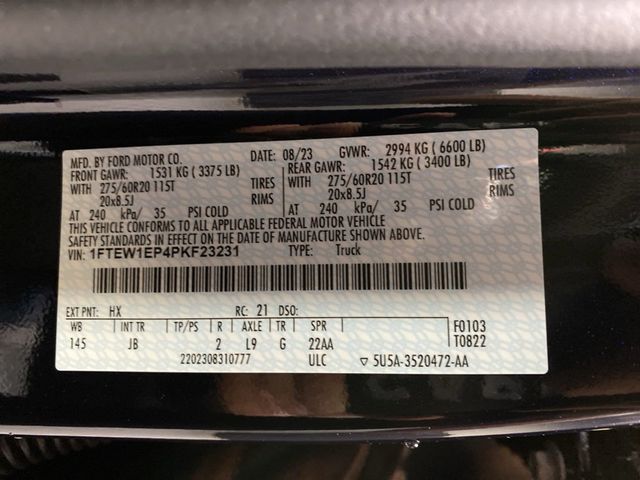 MFD. BY FORD MOTOR CO.
DATE: 08/23 GVWR: 2994 KG ( 6600 LB)
FRONT GAWR: 1531 KG ( 3375 LB)
REAR GAWR: 1542 KG ( 3400 LB)
WITH 275/60R20 115T TIRES
WITH 275/60R20 115T TIRES
20x8.5J RIMS
20x8.5J RIMS
AT 240 kPa/ 35 PSI COLD
AT 240 kPa/ 35 PSI COLD
THIS VEHICLE CONFORMS TO ALL APPLICABLE FEDERAL MOTOR VEHICLE
SAFETY STANDARDS IN EFFECT ON THE DATE OF MANUFACTURE SHOWN ABOVE.
VIN: 1FTEW1EP4PKF23231 TYPE: Truck
EXT PNT: HX RC: 21 DSO:
WB INT TR TP/PS R AXLE TR SPR F0103
145 JB 2 L9 G 22AA T0822
2202308310777 ULC ▽ 5U5A-3520472-AA